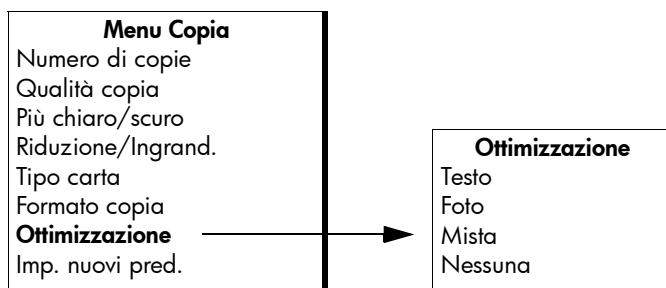 Menu Copia
Numero di copie
Qualità copia
Più chiaro/scuro
Riduzione/Ingrand.
Tipo carta
Formato copia
Ottimizzazione
Imp. nuovi pred.
Ottimizzazione
Testo
Foto
Mista
Nessuna